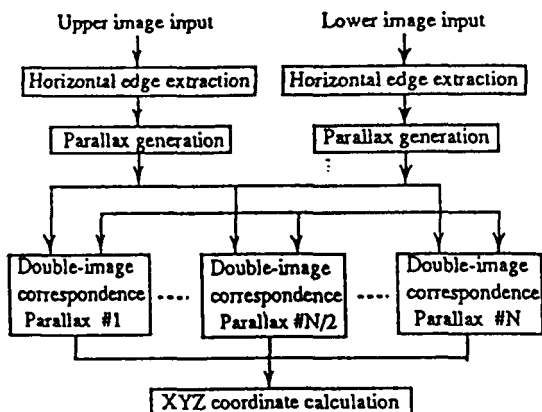 Upper image input
Lower image input
Horizontal edge extraction
Horizontal edge extraction
Parallax generation
Parallax generation
Double-image
correspondence
Parallax #1
Double-image
correspondence
Parallax #N/2
Double-image
correspondence
Parallax #N
XYZ coordinate calculation